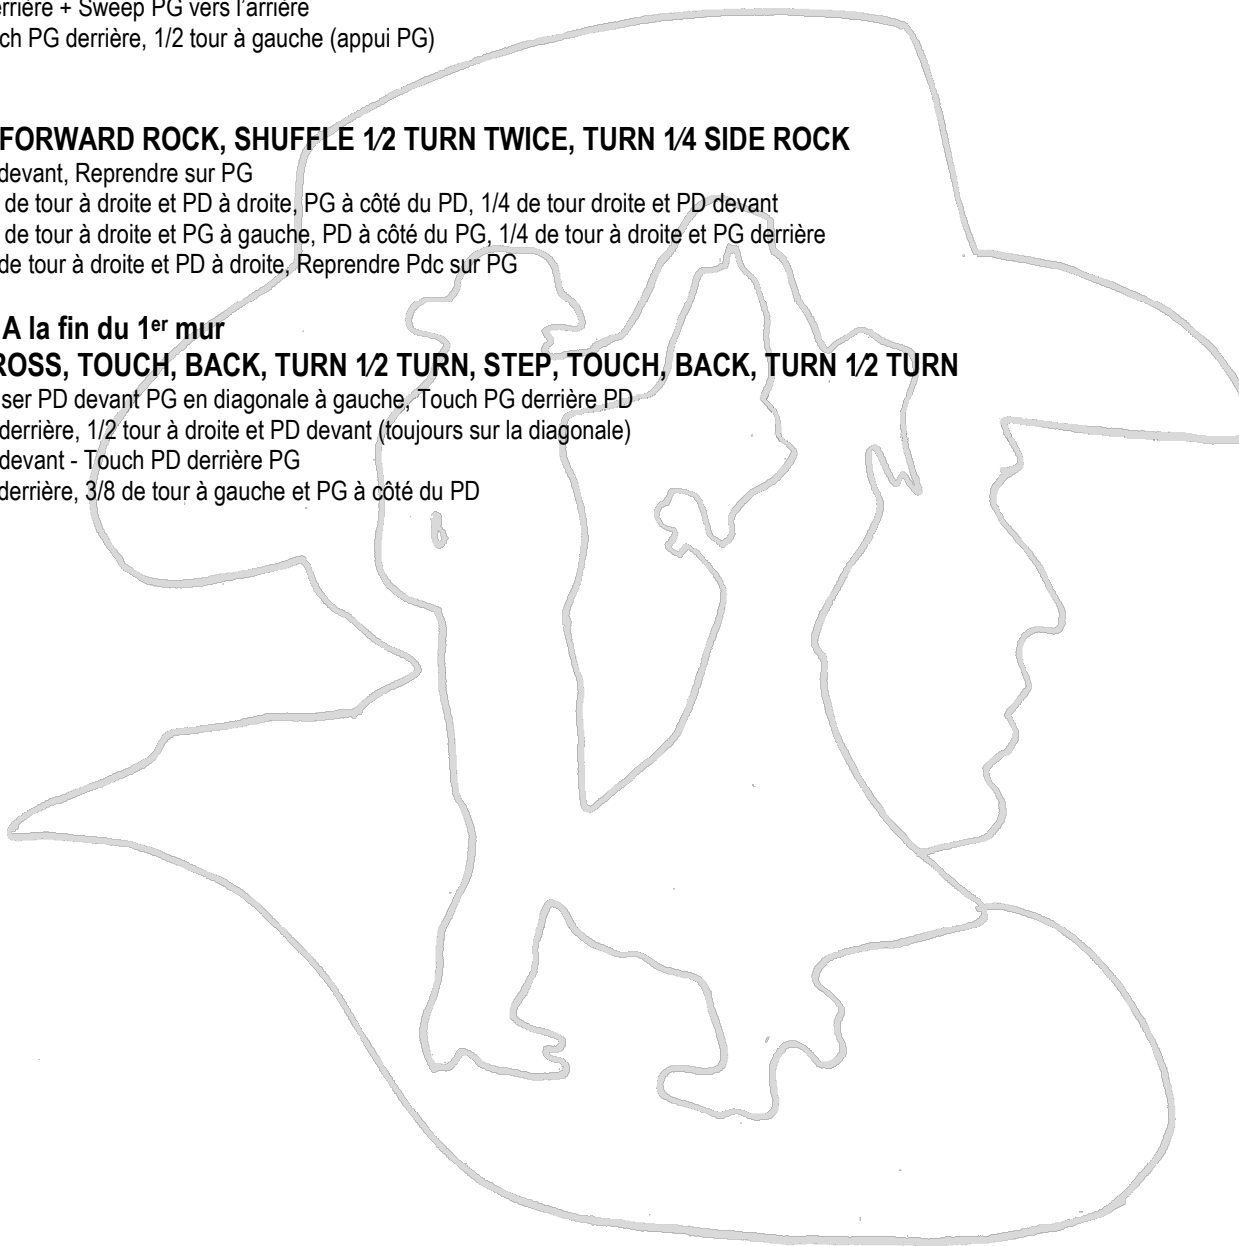 + Sweep PG vers l'arrière
PG derrière, 1/2 tour à gauche (appui PG)
FORWARD ROCK, SHUFFLE 1/2 TURN TWICE, TURN 1/4 SIDE ROCK
devant, Reprendre sur PG
de tour à droite et PD à droite, PG à côté du PD, 1/4 de tour droite et PD devant
de tour à droite et PG à gauche, PD à côté du PG, 1/4 de tour à droite et PG derrière
de tour à droite et PD à droite, Reprendre Pdc sur PG
A la fin du 1er mur
ROSS, TOUCH, BACK, TURN 1/2 TURN, STEP, TOUCH, BACK, TURN 1/2 TURN
ser PD devant PG en diagonale à gauche, Touch PG derrière PD
derrière, 1/2 tour à droite et PD devant (toujours sur la diagonale)
devant - Touch PD derrière PG
derrière, 3/8 de tour à gauche et PG à côté du PD